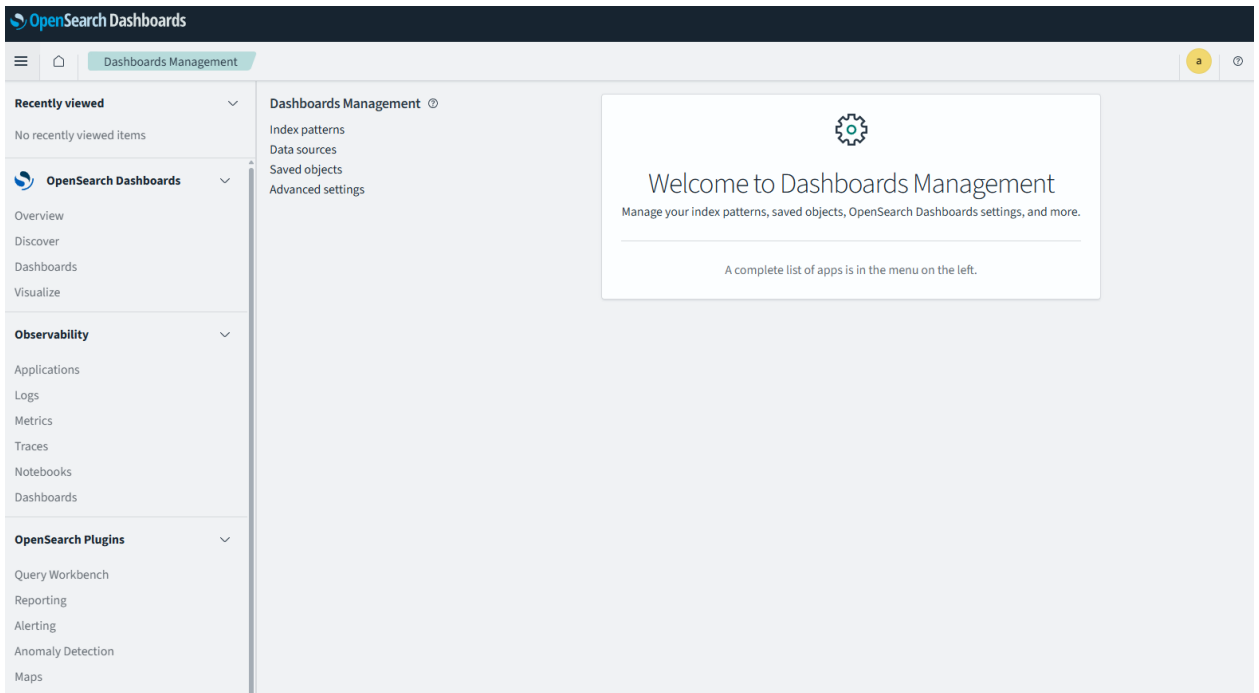 OpenSearch Dashboards
Dashboards Management
a
Recently viewed
No recently viewed items
OpenSearch Dashboards
Overview
Discover
Dashboards
Visualize
Observability
Applications
Logs
Metrics
Traces
Notebooks
Dashboards
OpenSearch Plugins
Query Workbench
Reporting
Alerting
Anomaly Detection
Maps
Dashboards Management
Index patterns
Data sources
Saved objects
Advanced settings
Welcome to Dashboards Management
Manage your index patterns, saved objects, OpenSearch Dashboards settings, and more.
A complete list of apps is in the menu on the left.